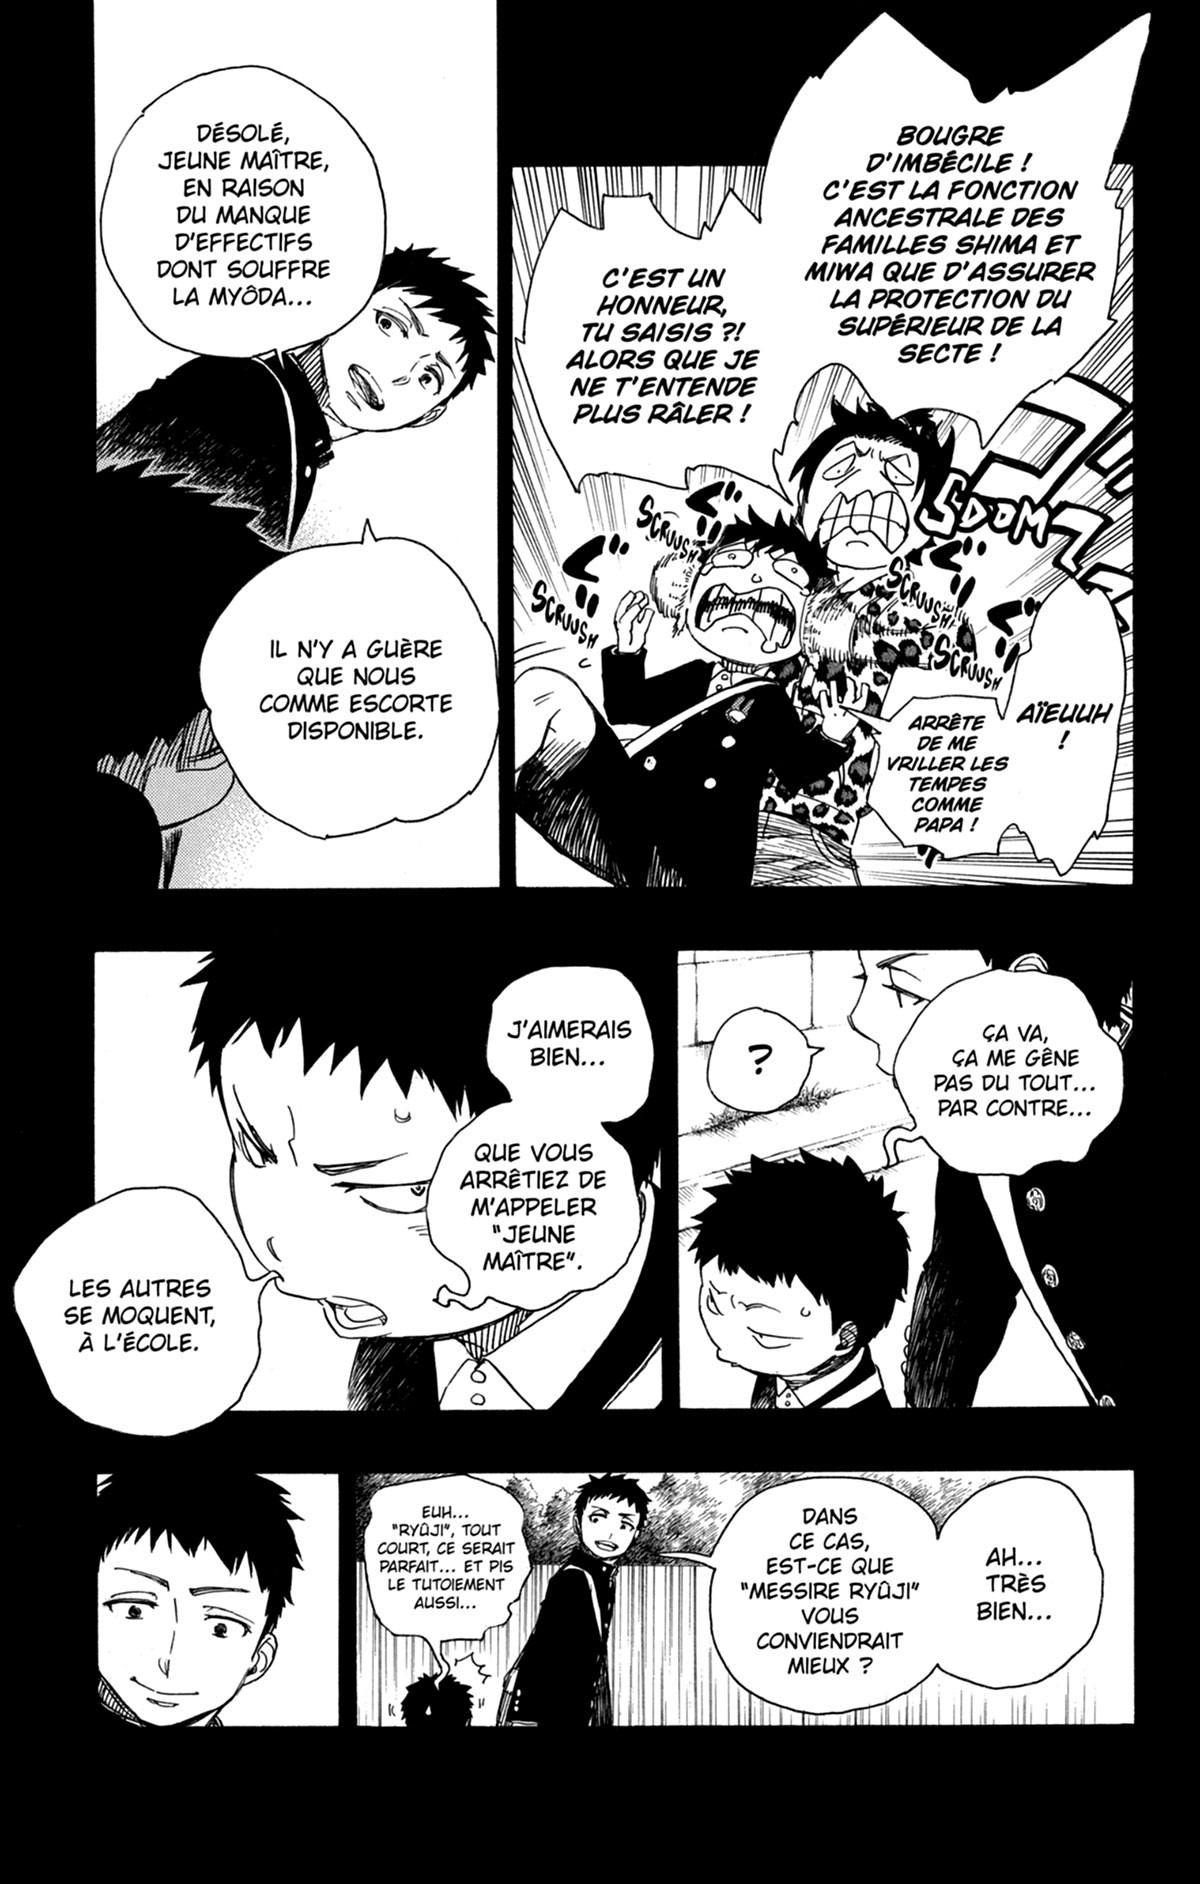 BOUGRE
D'IMBÉCILE !
C'EST LA FONCTION
ANCESTRALE DES
FAMILLES SHIMA ET
MIWA QUE D'ASSURER
LA PROTECTION DU
SUPÉRIEUR DE LA
SECTE !
C'EST UN
HONNEUR,
TU SAISIS ?!
ALORS QUE JE
NE T'ENTENDE
PLUS RÂLER !
SDOM
SCRUUSH
SCRUUSH
SCRUUSH
SCRUUSH
AÏEUUH
!
ARRÊTE
DE ME
VRILLER LES
TEMPES
COMME
PAPA !
DÉSOLÉ,
JEUNE MAÎTRE,
EN RAISON
DU MANQUE
D'EFFECTIFS
DONT SOUFFRE
LA MYÔDA...
IL N'Y A GUÈRE
QUE NOUS
COMME ESCORTE
DISPONIBLE.
ÇA VA,
ÇA ME GÊNE
PAS DU TOUT...
PAR CONTRE...
?
J'AIMERAIS
BIEN...
QUE VOUS
ARRÊTIEZ DE
M'APPELER
"JEUNE
MAÎTRE".
LES AUTRES
SE MOQUENT,
À L'ÉCOLE.
AH...
TRÈS
BIEN...
DANS
CE CAS,
EST-CE QUE
"MESSIRE RYÛJI"
VOUS
CONVIENDRAIT
MIEUX ?
EUH...
"RYÛJI", TOUT
COURT, CE SERAIT
PARFAIT... ET PIS
LE TUTOIEMENT
AUSSI...